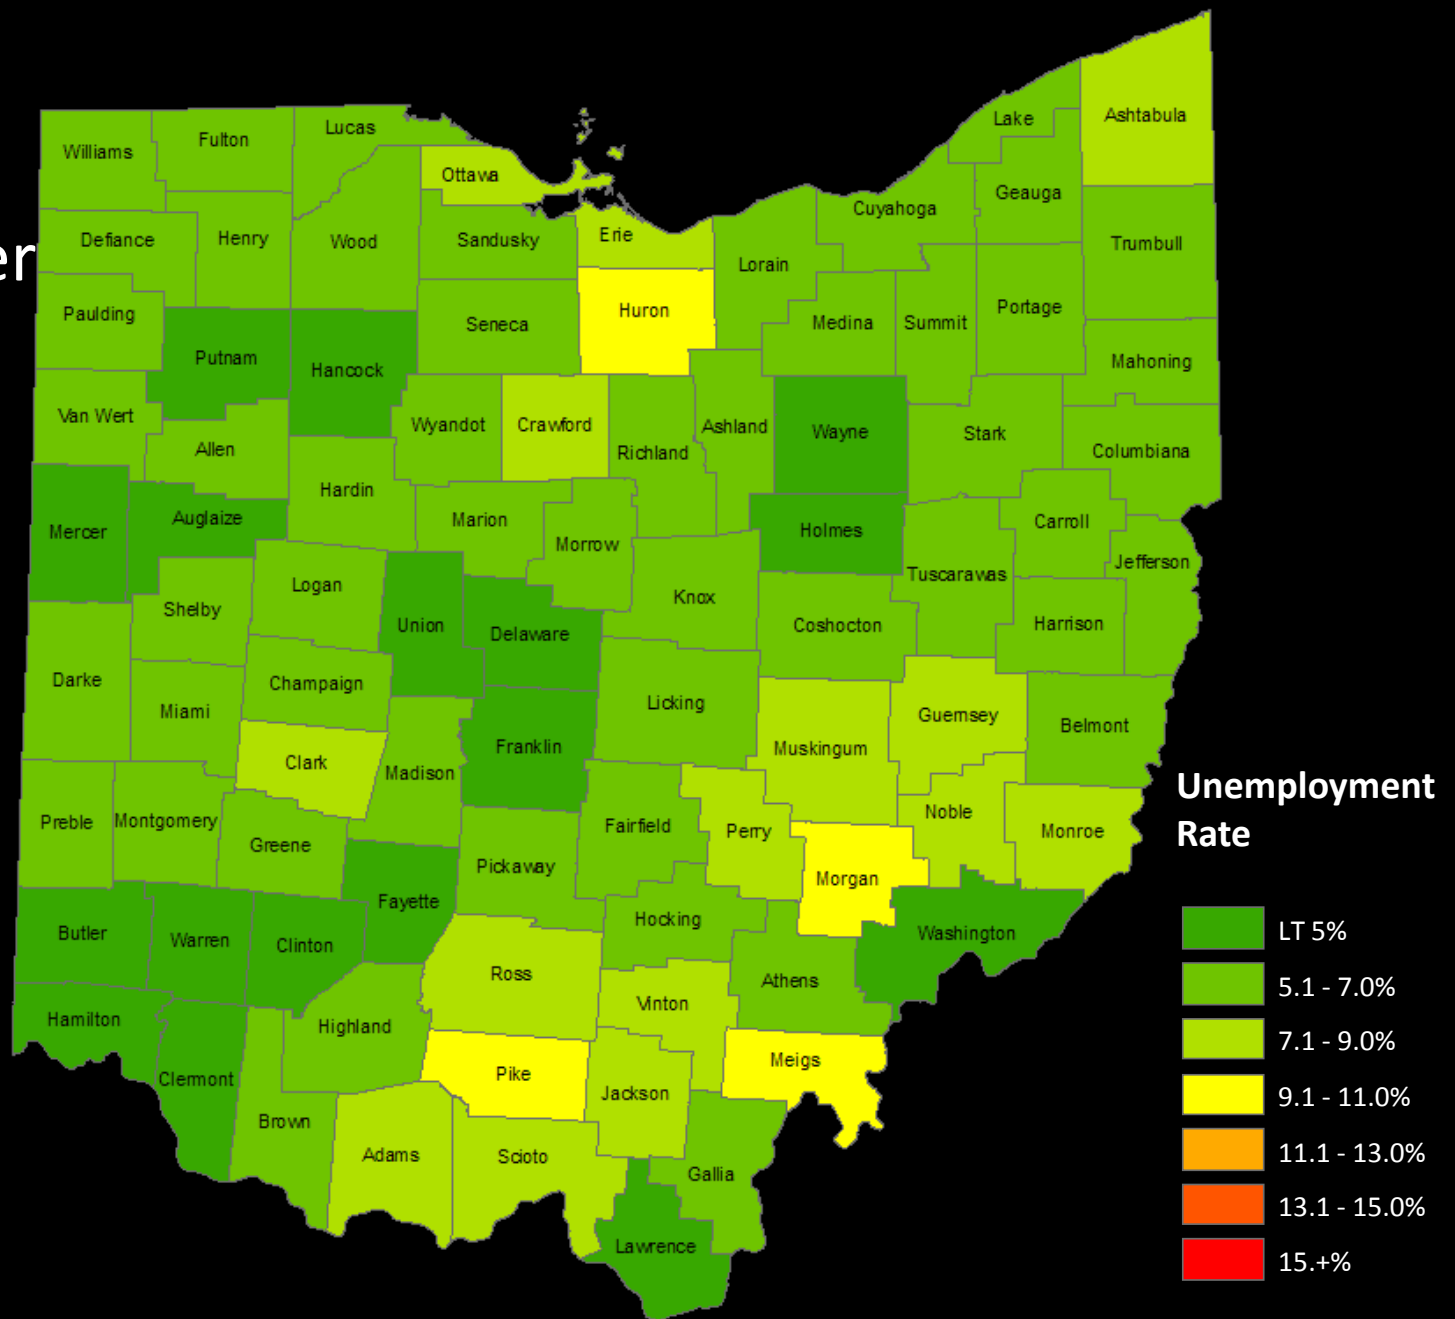 er
Williams
Fulton
Lucas
Ottawa
Lake
Ashtabula
Geauga
Cuyahoga
Defiance
Henry
Wood
Sandusky
Erie
Lorain
Trumbull
Paulding
Seneca
Huron
Medina
Summit
Portage
Putnam
Hancock
Mahoning
Van Wert
Allen
Wyandot
Crawford
Richland
Ashland
Wayne
Stark
Columbiana
Hardin
Mercer
Auglaize
Marion
Morrow
Holmes
Carroll
Jefferson
Tuscarawas
Logan
Shelby
Union
Delaware
Knox
Coshocton
Harrison
Darke
Champaign
Miami
Licking
Guernsey
Belmont
Franklin
Muskingum
Clark
Madison
Preble
Montgomery
Greene
Fairfield
Perry
Noble
Monroe
Pickaway
Morgan
Fayette
Hocking
Butler
Warren
Clinton
Washington
Ross
Athens
Vinton
Hamilton
Highland
Meigs
Clermont
Pike
Jackson
Brown
Adams
Scioto
Gallia
Lawrence
Unemployment
Rate
LT 5%
5.1 - 7.0%
7.1 - 9.0%
9.1 - 11.0%
11.1 - 13.0%
13.1 - 15.0%
15.+%